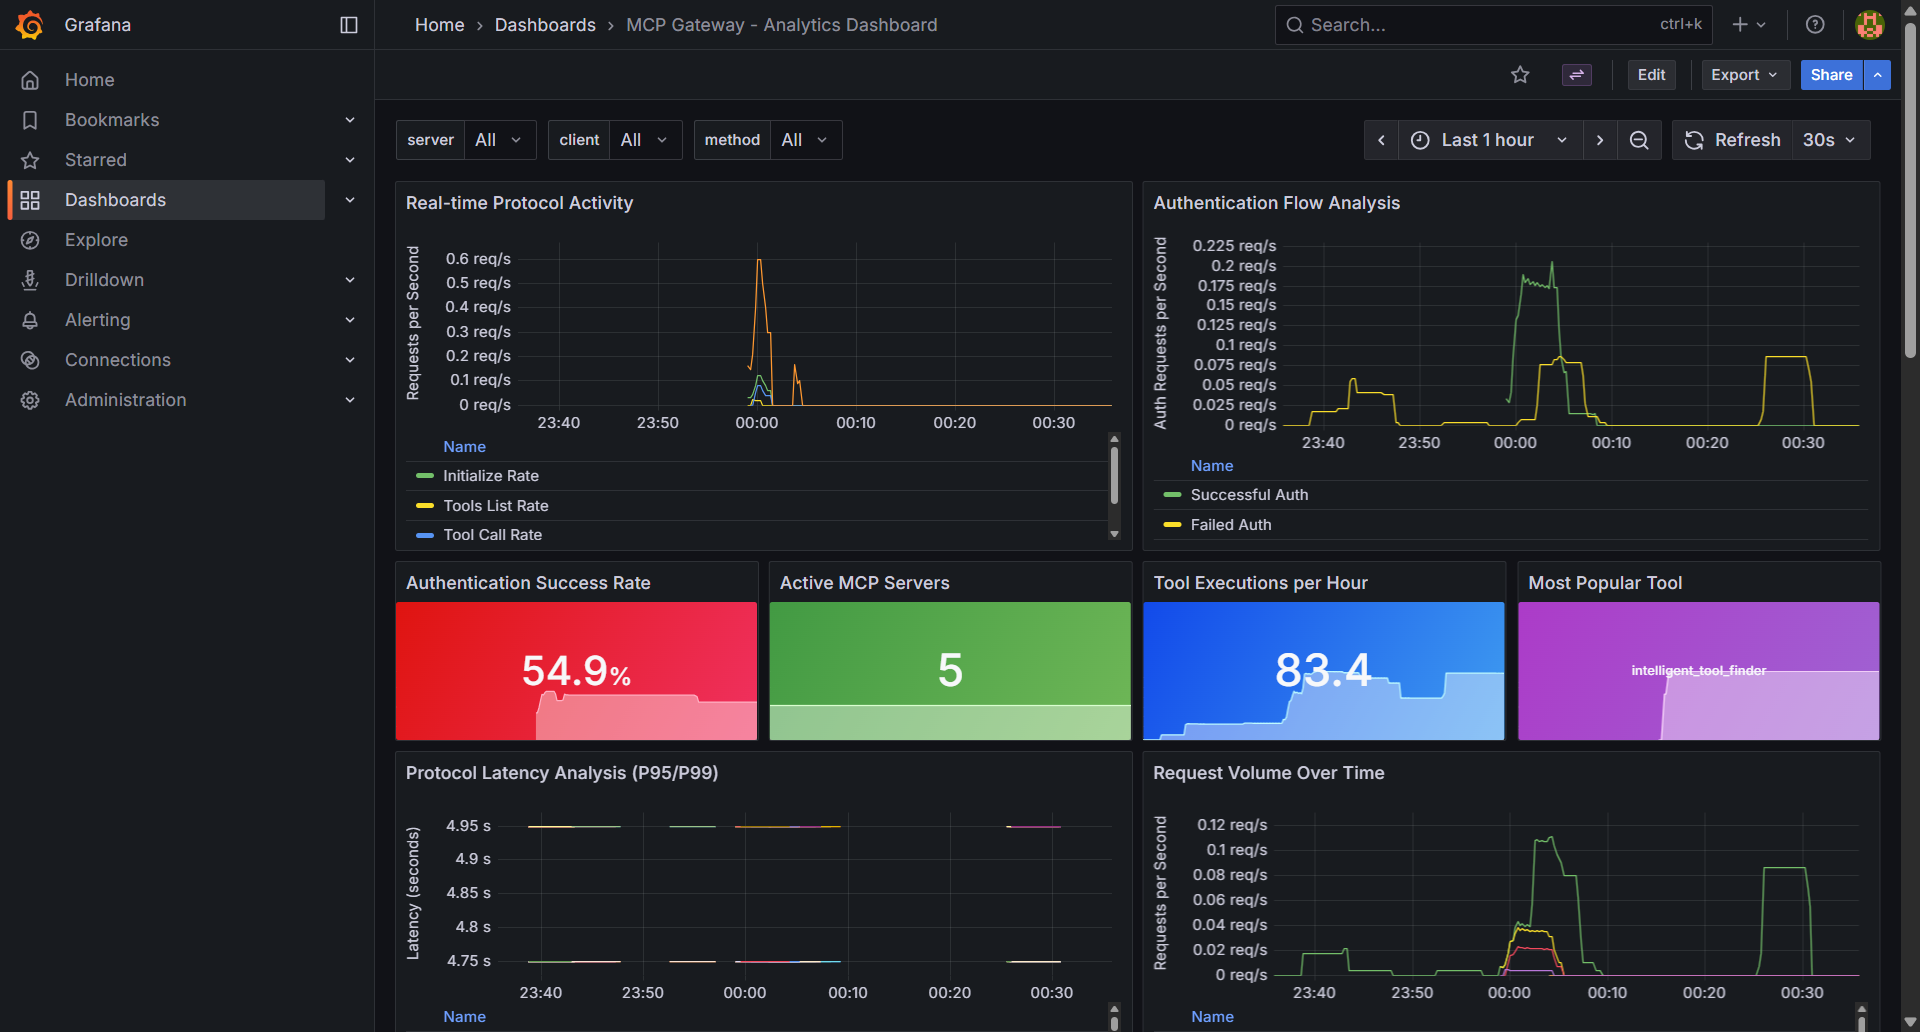 Grafana
Home
Bookmarks
Starred
Dashboards
Explore
Drilldown
Alerting
Connections
Administration
Home › Dashboards › MCP Gateway - Analytics Dashboard
Search... ctrl+k
Edit
Export
Share
server All
client All
method All
Last 1 hour
Refresh 30s
Real-time Protocol Activity
Requests per Second
0.6 req/s
0.5 req/s
0.4 req/s
0.3 req/s
0.2 req/s
0.1 req/s
0 req/s
23:40 23:50 00:00 00:10 00:20 00:30
Name
Initialize Rate
Tools List Rate
Tool Call Rate
Authentication Flow Analysis
Auth Requests per Second
0.225 req/s
0.2 req/s
0.175 req/s
0.15 req/s
0.125 req/s
0.1 req/s
0.075 req/s
0.05 req/s
0.025 req/s
0 req/s
23:40 23:50 00:00 00:10 00:20 00:30
Name
Successful Auth
Failed Auth
Authentication Success Rate
54.9%
Active MCP Servers
5
Tool Executions per Hour
83.4
Most Popular Tool
intelligent_tool_finder
Protocol Latency Analysis (P95/P99)
Latency (seconds)
4.95 s
4.9 s
4.85 s
4.8 s
4.75 s
23:40 23:50 00:00 00:10 00:20 00:30
Name
Request Volume Over Time
Requests per Second
0.12 req/s
0.1 req/s
0.08 req/s
0.06 req/s
0.04 req/s
0.02 req/s
0 req/s
23:40 23:50 00:00 00:10 00:20 00:30
Name